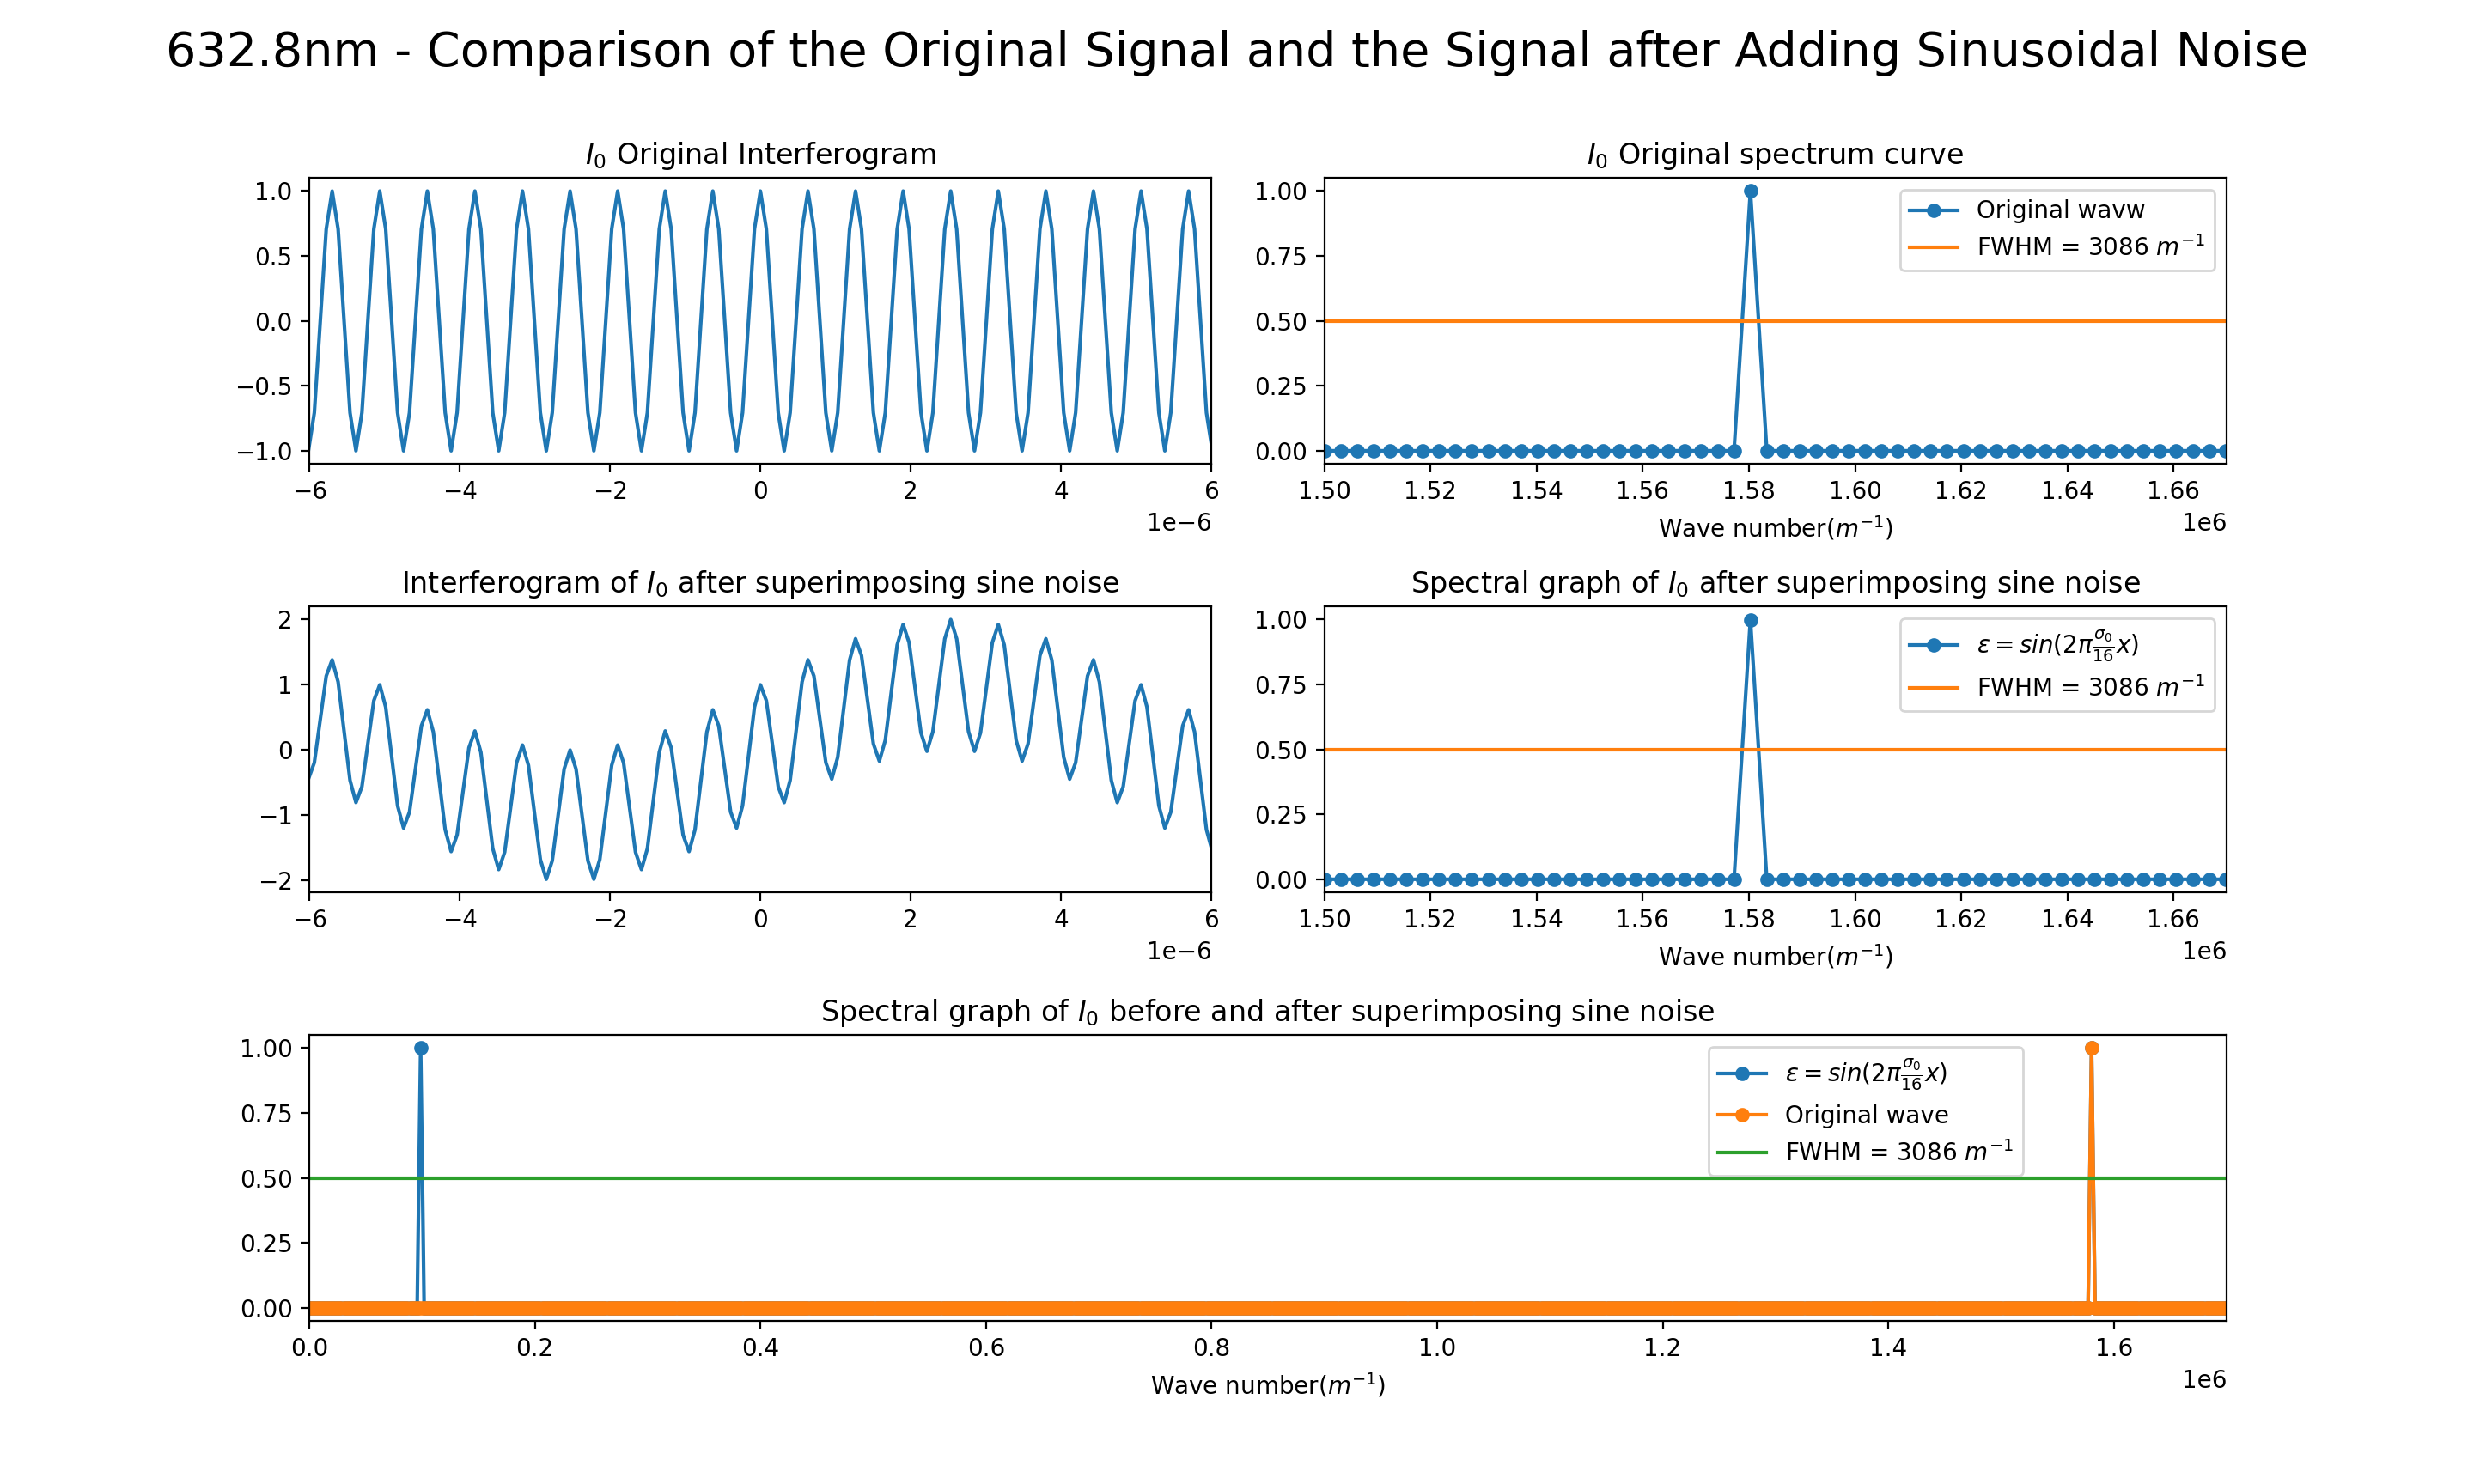 632.8nm - Comparison of the Original Signal and the Signal after Adding Sinusoidal Noise
I₀ Original Interferogram
1.0
0.5
0.0
−0.5
−1.0
−6 −4 −2 0 2 4 6
1e−6
I₀ Original spectrum curve
1.00
0.75
0.50
0.25
0.00
Original wavw
FWHM = 3086 m⁻¹
1.50 1.52 1.54 1.56 1.58 1.60 1.62 1.64 1.66
Wave number(m⁻¹)
1e6
Interferogram of I₀ after superimposing sine noise
2
1
0
−1
−2
−6 −4 −2 0 2 4 6
1e−6
Spectral graph of I₀ after superimposing sine noise
1.00
0.75
0.50
0.25
0.00
ε = sin(2π σ₀/16 x)
FWHM = 3086 m⁻¹
1.50 1.52 1.54 1.56 1.58 1.60 1.62 1.64 1.66
Wave number(m⁻¹)
1e6
Spectral graph of I₀ before and after superimposing sine noise
1.00
0.75
0.50
0.25
0.00
ε = sin(2π σ₀/16 x)
Original wave
FWHM = 3086 m⁻¹
0.0 0.2 0.4 0.6 0.8 1.0 1.2 1.4 1.6
Wave number(m⁻¹)
1e6